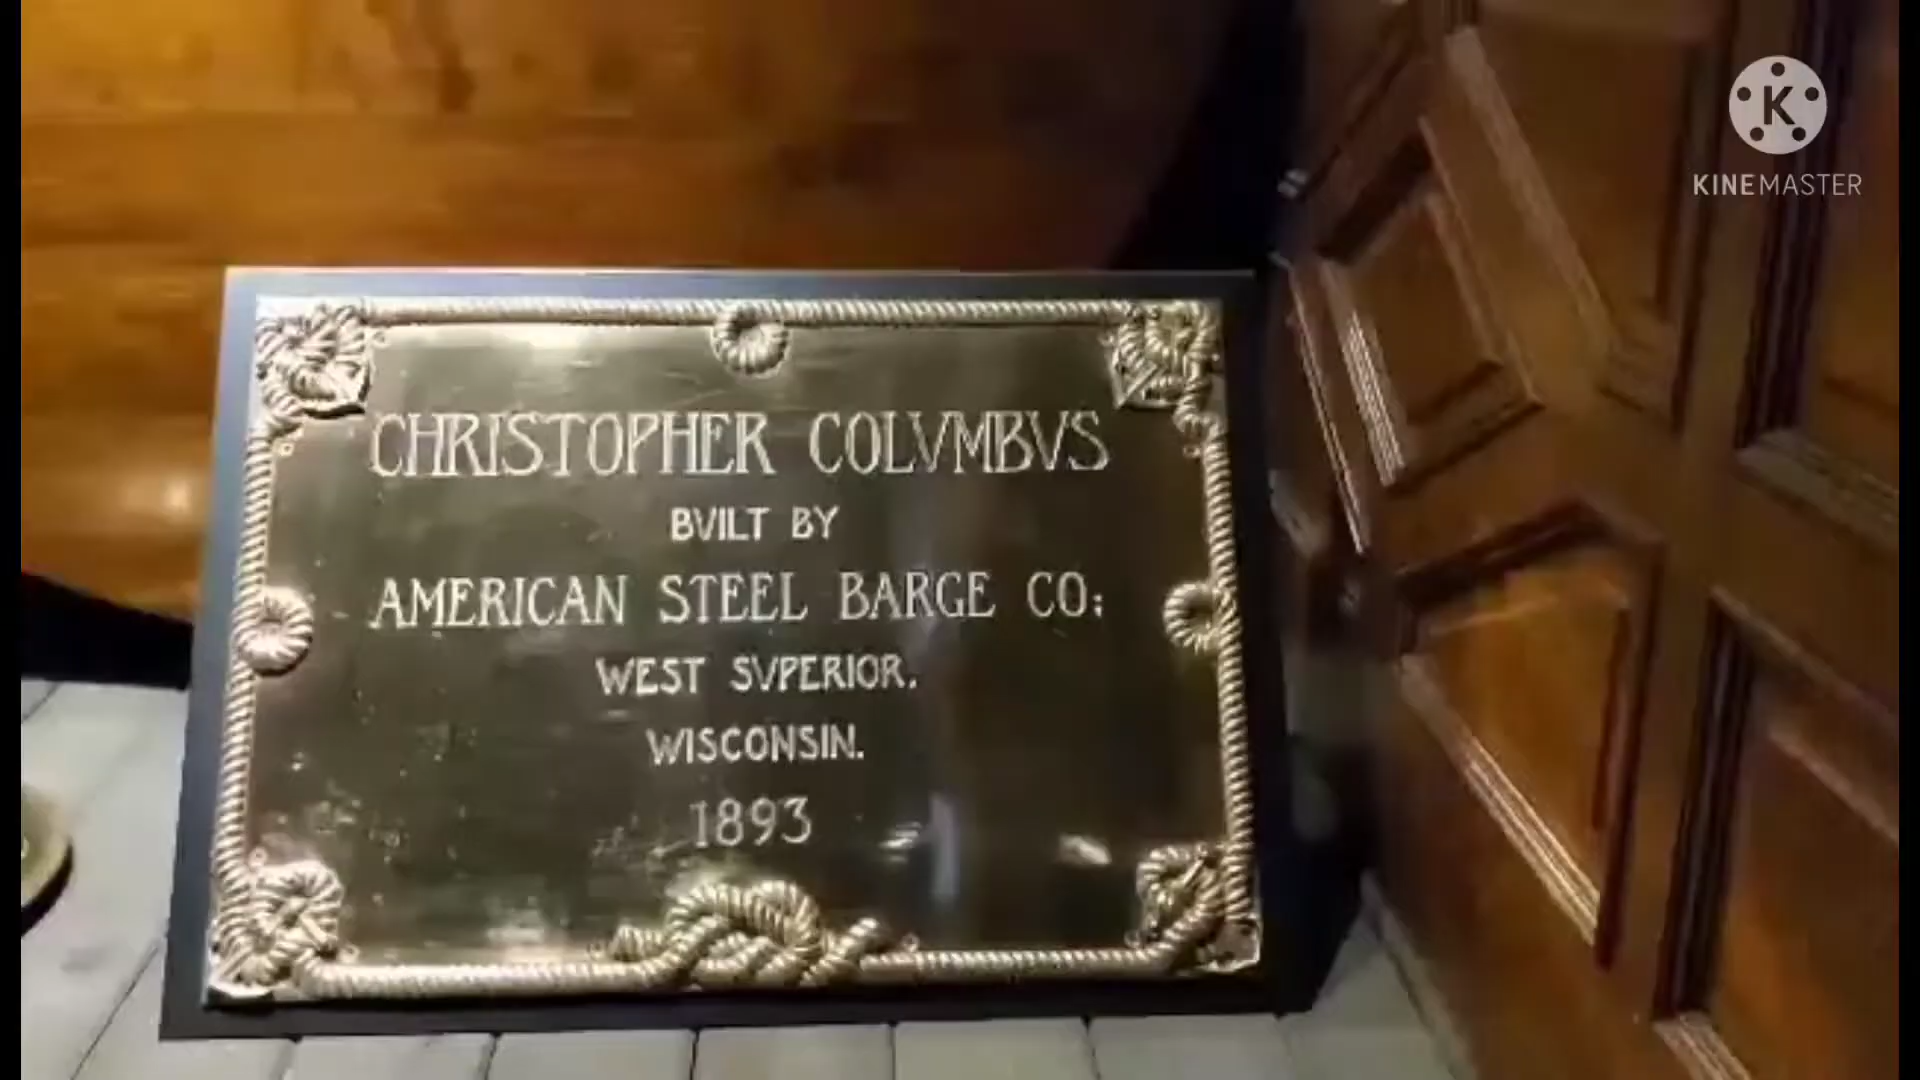 K
KINEMASTER
CHRISTOPHER COLVMBVS
BVILT BY
AMERICAN STEEL BARGE CO:
WEST SVPERIOR.
WISCONSIN.
1893